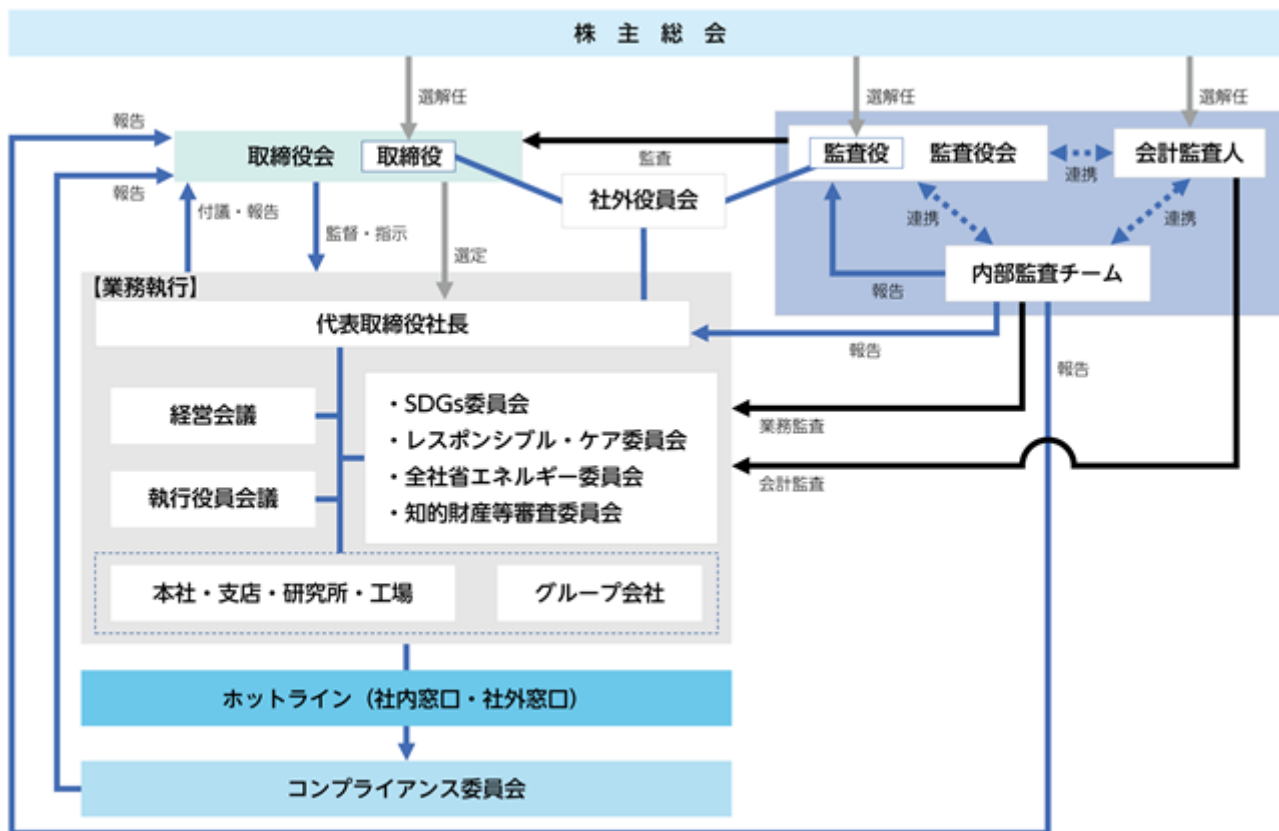 株 主 総 会
選解任
選解任
選解任
報告
取締役会
取締役
監査
監査役
監査役会
連携
会計監査人
報告
社外役員会
付議・報告
監督・指示
選定
連携
連携
内部監査チーム
【業務執行】
報告
代表取締役社長
報告
報告
経営会議
・SDGs委員会
・レスポンシブル・ケア委員会
・全社省エネルギー委員会
・知的財産等審査委員会
業務監査
執行役員会議
会計監査
本社・支店・研究所・工場
グループ会社
ホットライン（社内窓口・社外窓口）
コンプライアンス委員会